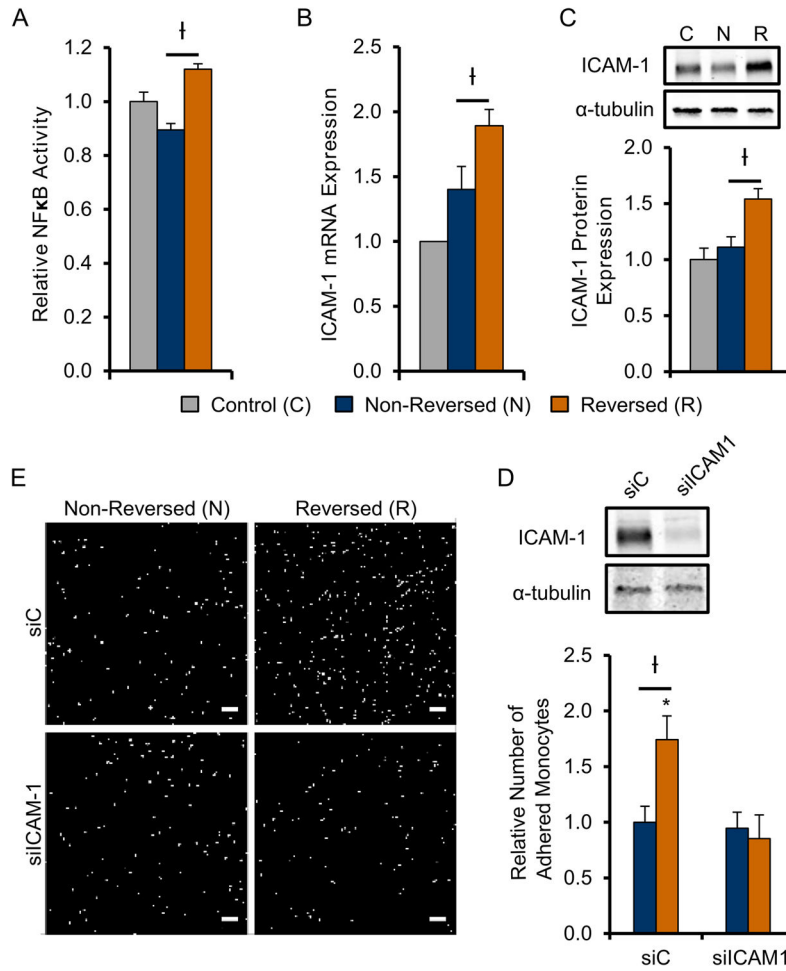 A
Relative NFκB Activity
1.2
1.0
0.8
0.6
0.4
0.2
0.0
ƚ
B
ICAM-1 mRNA Expression
2.5
2.0
1.5
1.0
0.5
0.0
ƚ
C
C N R
ICAM-1
α-tubulin
ICAM-1 Proterin
Expression
2.0
1.5
1.0
0.5
0.0
ƚ
Control (C) Non-Reversed (N) Reversed (R)
E
Non-Reversed (N) Reversed (R)
siC
siICAM-1
D
siC siICAM1
ICAM-1
α-tubulin
Relative Number of
Adhered Monocytes
2.5
2.0
1.5
1.0
0.5
0.0
ƚ
*
siC siICAM1